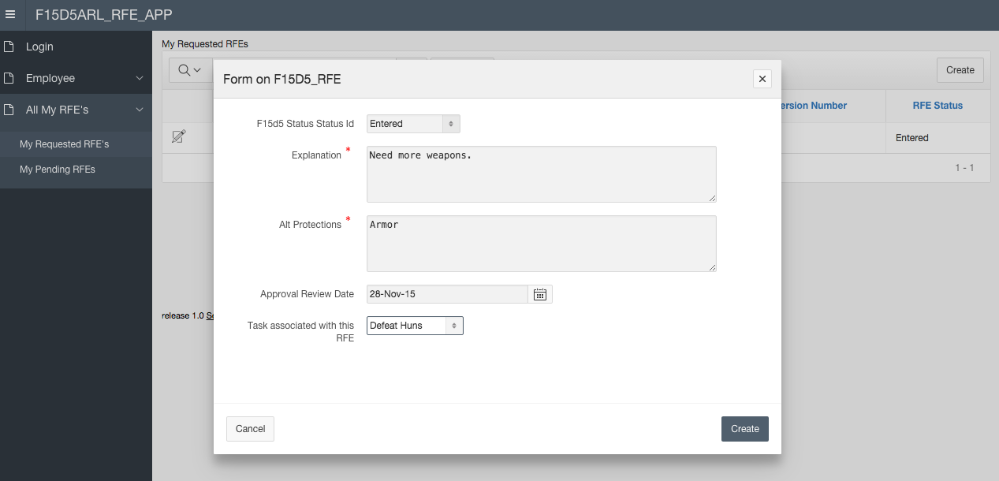 F15D5ARL_RFE_APP
Login
Employee
All My RFE's
My Requested RFE's
My Pending RFEs
My Requested RFEs
Create
Number
RFE Status
Entered
1 - 1
release 1.0
Form on F15D5_RFE
F15d5 Status Status Id
Entered
Explanation *
Need more weapons.
Alt Protections *
Armor
Approval Review Date
28-Nov-15
Task associated with this
RFE
Defeat Huns
Cancel
Create